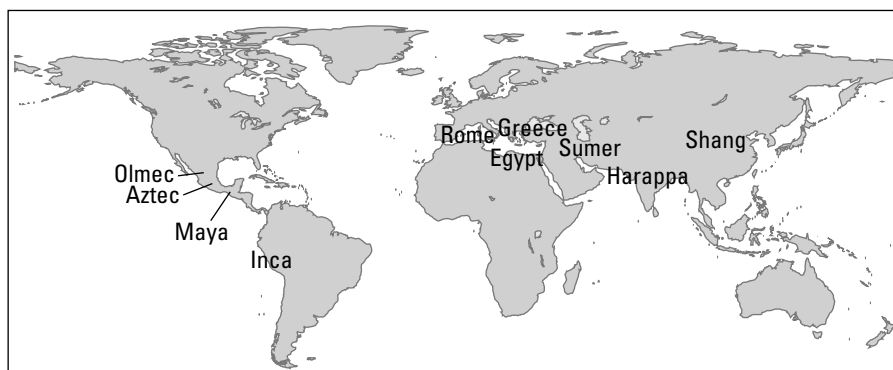 Rome
Greece
Egypt
Sumer
Shang
Harappa
Olmec
Aztec
Maya
Inca